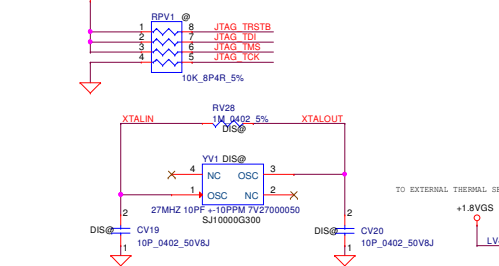 RPV1 @
1 8 JTAG_TRSTB
2 7 JTAG_TDI
3 6 JTAG_TMS
4 5 JTAG_TCK
10K_8P4R_5%
RV28
XTALIN 1M_0402_5% XTALOUT
DIS@
YV1 DIS@
4 NC OSC 3
1 OSC NC 2
27MHZ 10PF +-10PPM 7V27000050
SJ10000G300
TO EXTERNAL THERMAL SE
+1.8VGS
2 2
DIS@ CV19 DIS@ CV20
10P_0402_50V8J 10P_0402_50V8J
1 1
LV